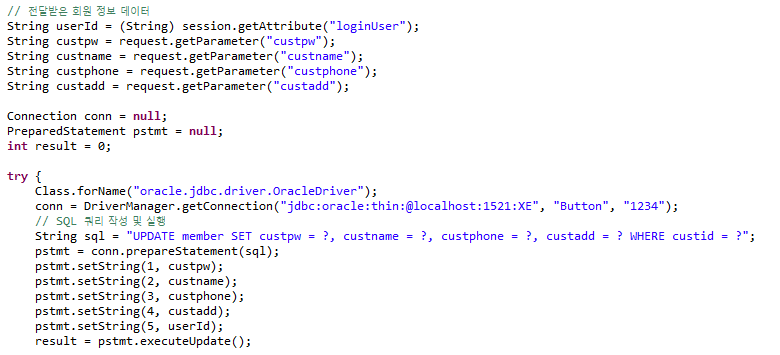 // 전달받은 회원 정보 데이터
String userId = (String) session.getAttribute("loginUser");
String custpw = request.getParameter("custpw");
String custname = request.getParameter("custname");
String custphone = request.getParameter("custphone");
String custadd = request.getParameter("custadd");

Connection conn = null;
PreparedStatement pstmt = null;
int result = 0;

try {
    Class.forName("oracle.jdbc.driver.OracleDriver");
    conn = DriverManager.getConnection("jdbc:oracle:thin:@localhost:1521:XE", "Button", "1234");
    // SQL 쿼리 작성 및 실행
    String sql = "UPDATE member SET custpw = ?, custname = ?, custphone = ?, custadd = ? WHERE custid = ?";
    pstmt = conn.prepareStatement(sql);
    pstmt.setString(1, custpw);
    pstmt.setString(2, custname);
    pstmt.setString(3, custphone);
    pstmt.setString(4, custadd);
    pstmt.setString(5, userId);
    result = pstmt.executeUpdate();